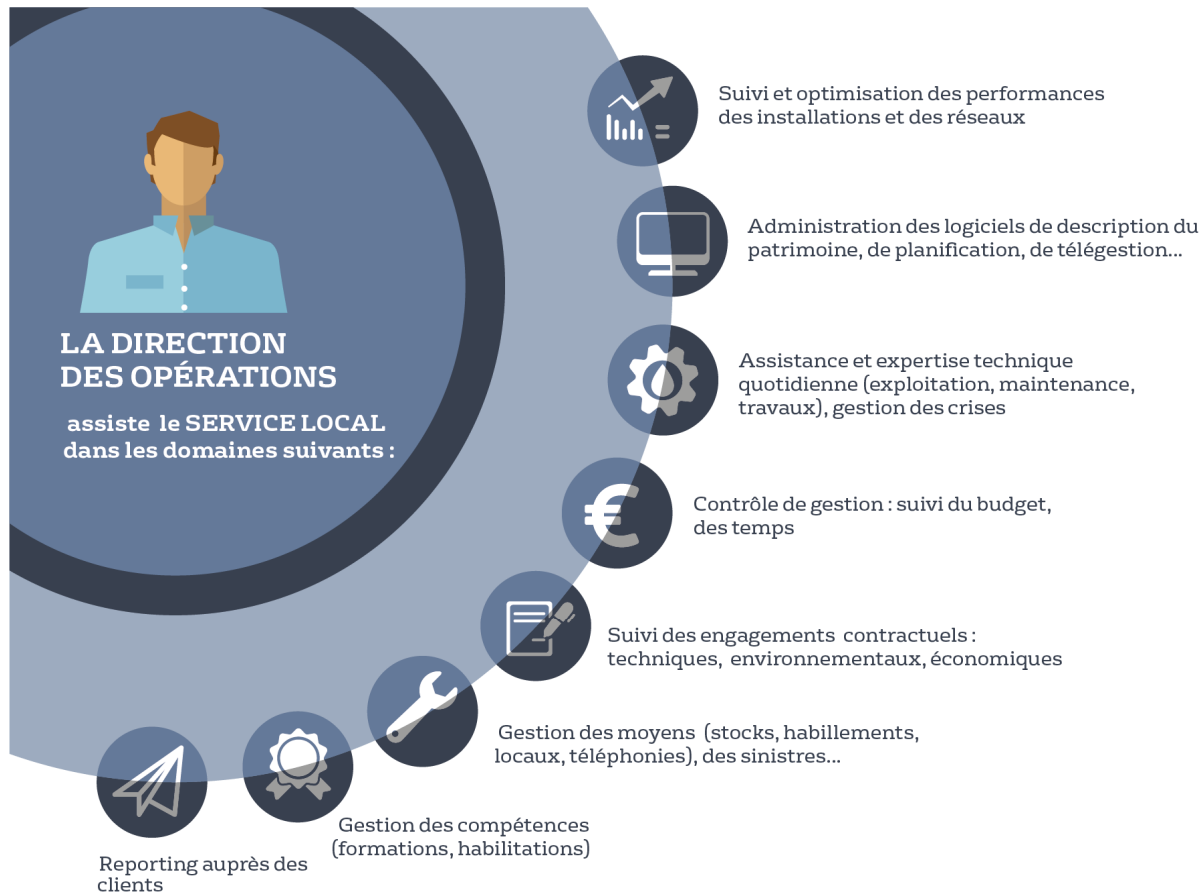 LA DIRECTION
DES OPÉRATIONS
assiste le SERVICE LOCAL
dans les domaines suivants :
Suivi et optimisation des performances
des installations et des réseaux
Administration des logiciels de description du
patrimoine, de planification, de télégestion...
Assistance et expertise technique
quotidienne (exploitation, maintenance,
travaux), gestion des crises
Contrôle de gestion : suivi du budget,
des temps
Suivi des engagements contractuels :
techniques, environnementaux, économiques
Gestion des moyens (stocks, habillements,
locaux, téléphonies), des sinistres...
Gestion des compétences
(formations, habilitations)
Reporting auprès des
clients